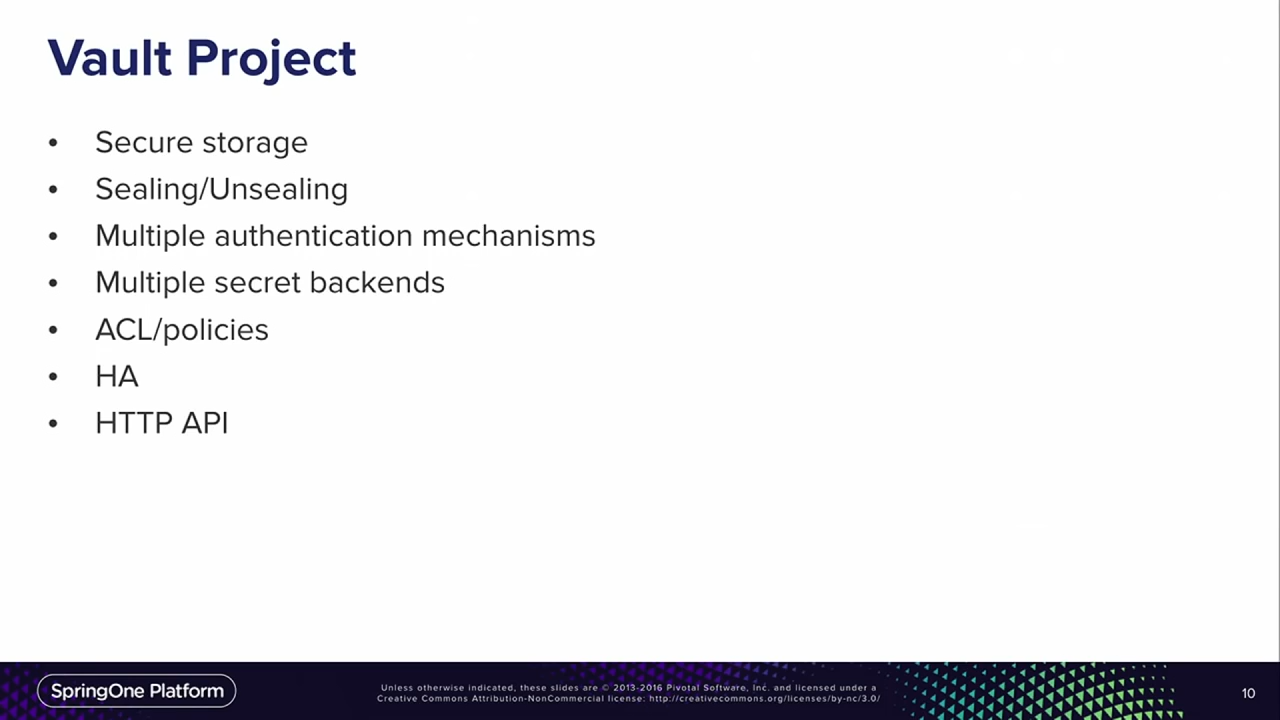 Vault Project
• Secure storage
• Sealing/Unsealing
• Multiple authentication mechanisms
• Multiple secret backends
• ACL/policies
• HA
• HTTP API
SpringOne Platform
Unless otherwise indicated, these slides are © 2013-2016 Pivotal Software, Inc. and licensed under a
Creative Commons Attribution-NonCommercial license: http://creativecommons.org/licenses/by-nc/3.0/
10